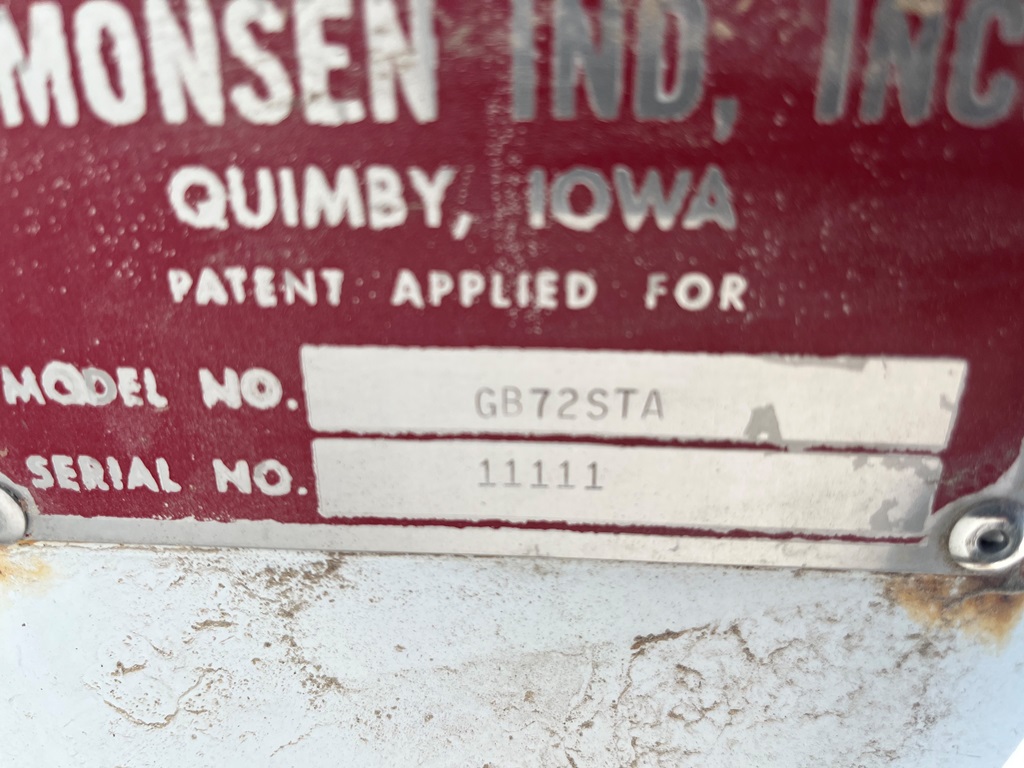 MONSEN IND, INC
QUIMBY, IOWA
PATENT APPLIED FOR
MODEL NO. GB72STA
SERIAL NO. 11111